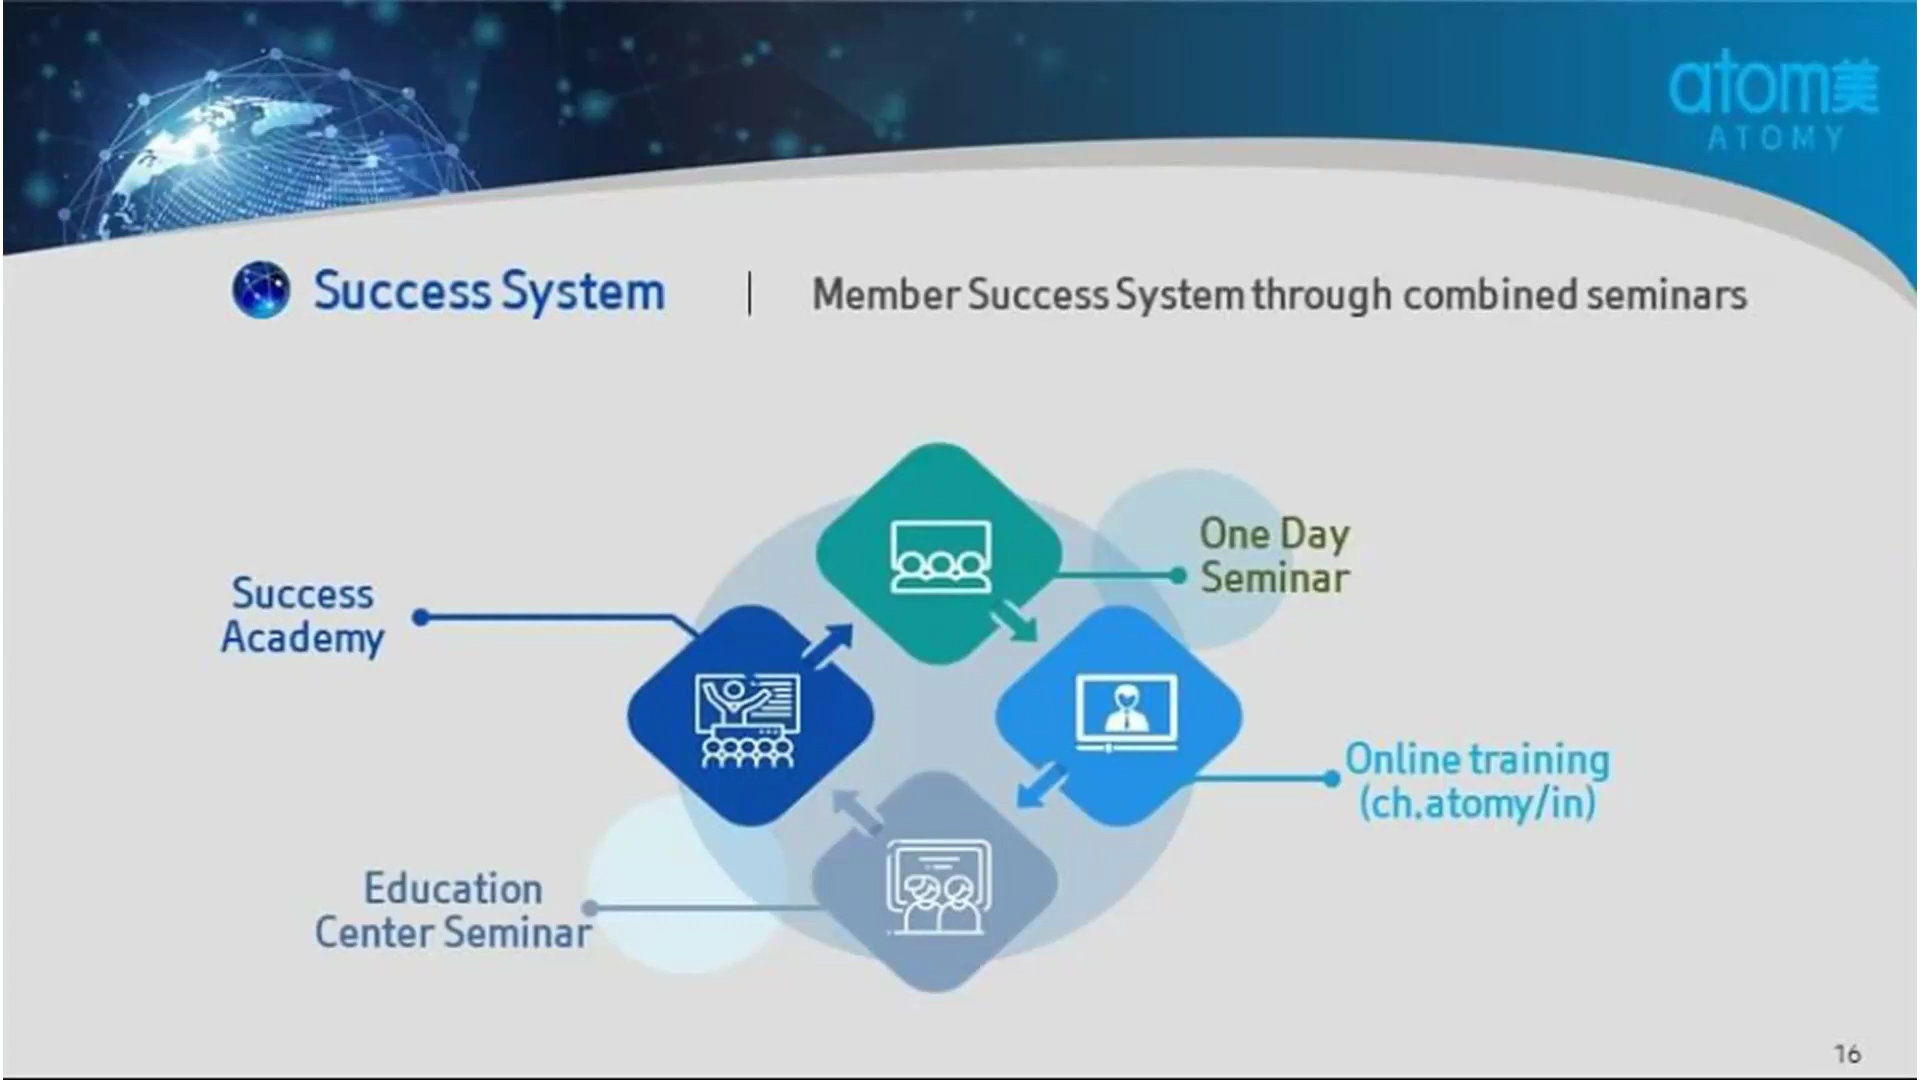 atom美
ATOMY
Success System
Member Success System through combined seminars
One Day
Seminar
Success
Academy
Online training
(ch.atomy/in)
Education
Center Seminar
16